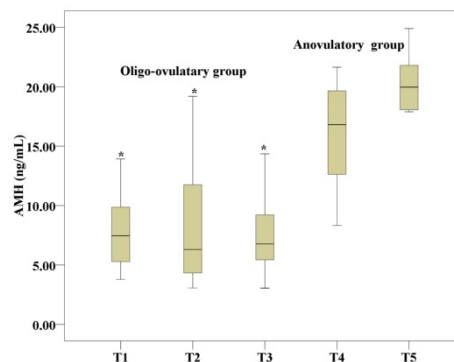 25.00
Anovulatory group
Oligo-ovulatary group
20.00
*
*
*
15.00
AMH (ng/mL)
10.00
5.00
0.00
T1 T2 T3 T4 T5